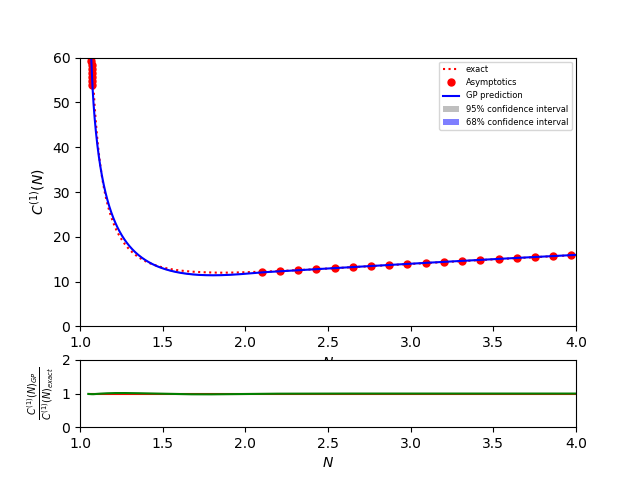 60
50
40
30
20
10
0
C^{(1)}(N)
exact
Asymptotics
GP prediction
95% confidence interval
68% confidence interval
1.0 1.5 2.0 2.5 3.0 3.5 4.0
N
2
1
0
C^{(1)}(N)_{GP}
C^{(1)}(N)_{exact}
1.0 1.5 2.0 2.5 3.0 3.5 4.0
N